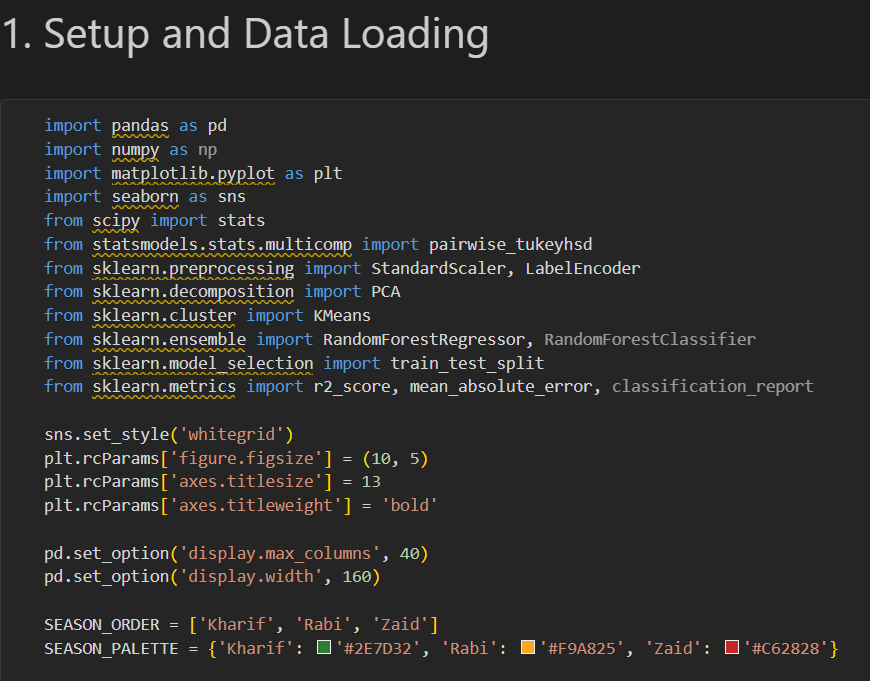 1. Setup and Data Loading
import pandas as pd
import numpy as np
import matplotlib.pyplot as plt
import seaborn as sns
from scipy import stats
from statsmodels.stats.multicomp import pairwise_tukeyhsd
from sklearn.preprocessing import StandardScaler, LabelEncoder
from sklearn.decomposition import PCA
from sklearn.cluster import KMeans
from sklearn.ensemble import RandomForestRegressor, RandomForestClassifier
from sklearn.model_selection import train_test_split
from sklearn.metrics import r2_score, mean_absolute_error, classification_report
sns.set_style('whitegrid')
plt.rcParams['figure.figsize'] = (10, 5)
plt.rcParams['axes.titlesize'] = 13
plt.rcParams['axes.titleweight'] = 'bold'
pd.set_option('display.max_columns', 40)
pd.set_option('display.width', 160)
SEASON_ORDER = ['Kharif', 'Rabi', 'Zaid']
SEASON_PALETTE = {'Kharif': '#2E7D32', 'Rabi': '#F9A825', 'Zaid': '#C62828'}